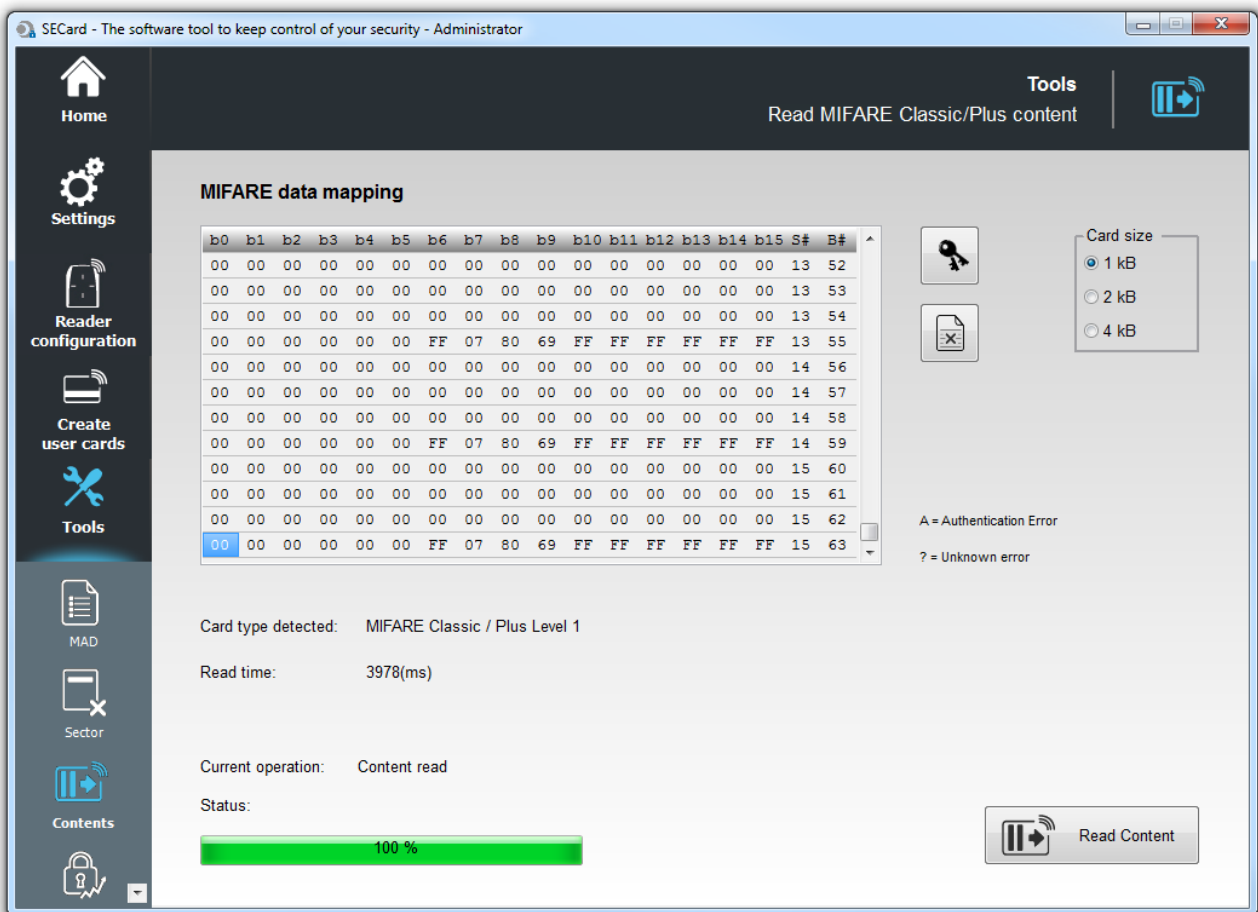 SECard - The software tool to keep control of your security - Administrator
Home
Tools
Read MIFARE Classic/Plus content
Settings
Reader
configuration
Create
user cards
Tools
MAD
Sector
Contents
MIFARE data mapping
b0 b1 b2 b3 b4 b5 b6 b7 b8 b9 b10 b11 b12 b13 b14 b15 S# B#
00 00 00 00 00 00 00 00 00 00 00 00 00 00 00 00 13 52
00 00 00 00 00 00 00 00 00 00 00 00 00 00 00 00 13 53
00 00 00 00 00 00 00 00 00 00 00 00 00 00 00 00 13 54
00 00 00 00 00 00 FF 07 80 69 FF FF FF FF FF FF 13 55
00 00 00 00 00 00 00 00 00 00 00 00 00 00 00 00 14 56
00 00 00 00 00 00 00 00 00 00 00 00 00 00 00 00 14 57
00 00 00 00 00 00 00 00 00 00 00 00 00 00 00 00 14 58
00 00 00 00 00 00 FF 07 80 69 FF FF FF FF FF FF 14 59
00 00 00 00 00 00 00 00 00 00 00 00 00 00 00 00 15 60
00 00 00 00 00 00 00 00 00 00 00 00 00 00 00 00 15 61
00 00 00 00 00 00 00 00 00 00 00 00 00 00 00 00 15 62
00 00 00 00 00 00 FF 07 80 69 FF FF FF FF FF FF 15 63
Card size
1 kB
2 kB
4 kB
A = Authentication Error
? = Unknown error
Card type detected: MIFARE Classic / Plus Level 1
Read time: 3978(ms)
Current operation: Content read
Status:
100 %
Read Content